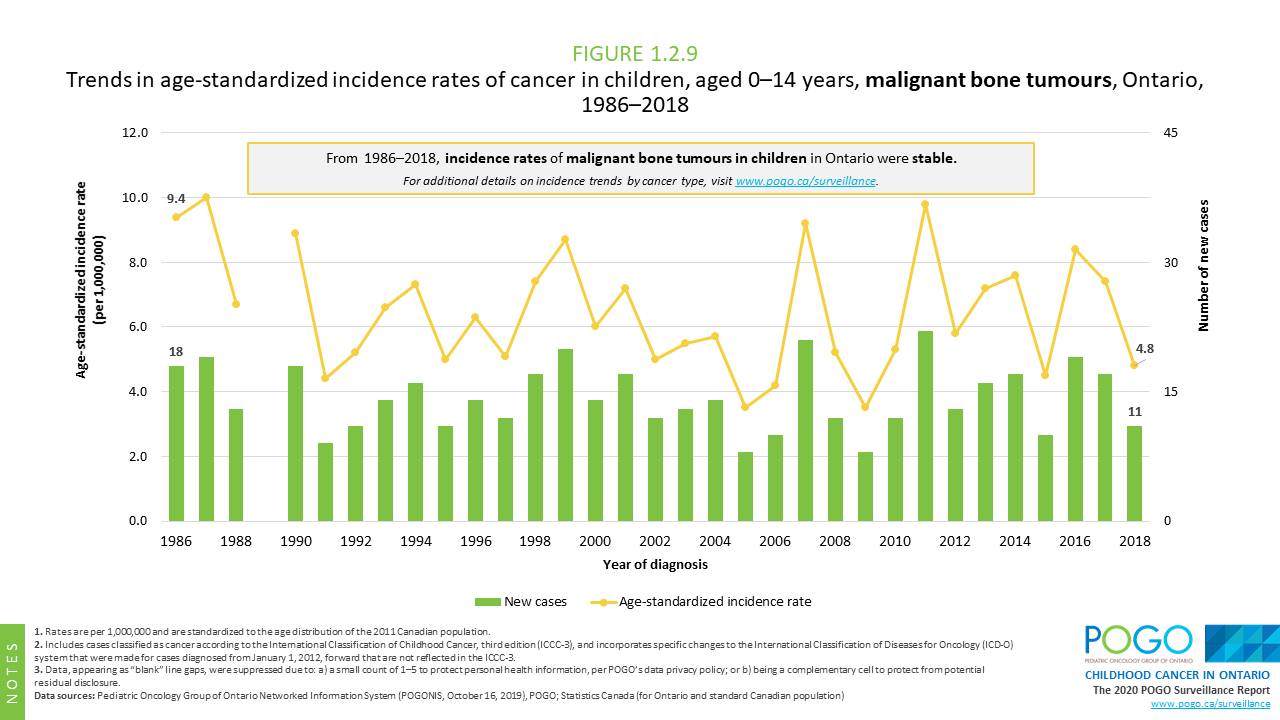 FIGURE 1.2.9
Trends in age-standardized incidence rates of cancer in children, aged 0–14 years, malignant bone tumours, Ontario,
1986–2018
12.0
10.0
8.0
6.0
4.0
2.0
0.0
Age-standardized incidence rate
(per 1,000,000)
From 1986–2018, incidence rates of malignant bone tumours in children in Ontario were stable.
For additional details on incidence trends by cancer type, visit www.pogo.ca/surveillance.
9.4
18
4.8
11
45
30
15
0
Number of new cases
1986 1988 1990 1992 1994 1996 1998 2000 2002 2004 2006 2008 2010 2012 2014 2016 2018
Year of diagnosis
New cases Age-standardized incidence rate
NOTES
1. Rates are per 1,000,000 and are standardized to the age distribution of the 2011 Canadian population.
2. Includes cases classified as cancer according to the International Classification of Childhood Cancer, third edition (ICCC-3), and incorporates specific changes to the International Classification of Diseases for Oncology (ICD-O)
system that were made for cases diagnosed from January 1, 2012, forward that are not reflected in the ICCC-3.
3. Data, appearing as “blank” line gaps, were suppressed due to: a) a small count of 1–5 to protect personal health information, per POGO’s data privacy policy; or b) being a complementary cell to protect from potential
residual disclosure.
Data sources: Pediatric Oncology Group of Ontario Networked Information System (POGONIS, October 16, 2019), POGO; Statistics Canada (for Ontario and standard Canadian population)
POGO
PEDIATRIC ONCOLOGY GROUP OF ONTARIO
CHILDHOOD CANCER IN ONTARIO
The 2020 POGO Surveillance Report
www.pogo.ca/surveillance